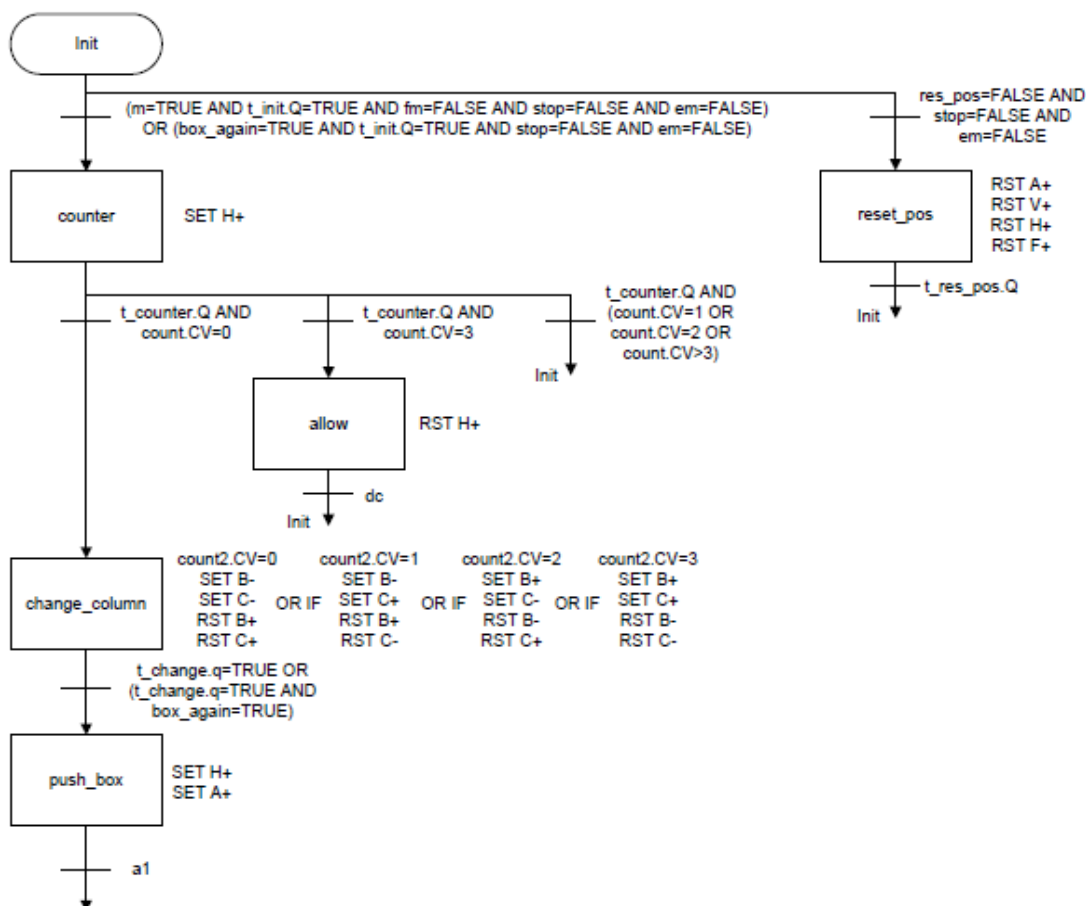 Init
(m=TRUE AND t_init.Q=TRUE AND fm=FALSE AND stop=FALSE AND em=FALSE)
OR (box_again=TRUE AND t_init.Q=TRUE AND stop=FALSE AND em=FALSE)
res_pos=FALSE AND
stop=FALSE AND
em=FALSE
counter
SET H+
reset_pos
RST A+
RST V+
RST H+
RST F+
t_res_pos.Q
Init
t_counter.Q AND
count.CV=0
t_counter.Q AND
count.CV=3
t_counter.Q AND
(count.CV=1 OR
count.CV=2 OR
count.CV>3)
Init
allow
RST H+
dc
Init
change_column
count2.CV=0
SET B-
SET C-
RST B+
RST C+
OR IF
count2.CV=1
SET B-
SET C+
RST B+
RST C-
OR IF
count2.CV=2
SET B+
SET C-
RST B-
RST C+
OR IF
count2.CV=3
SET B+
SET C+
RST B-
RST C-
t_change.q=TRUE OR
(t_change.q=TRUE AND
box_again=TRUE)
push_box
SET H+
SET A+
a1